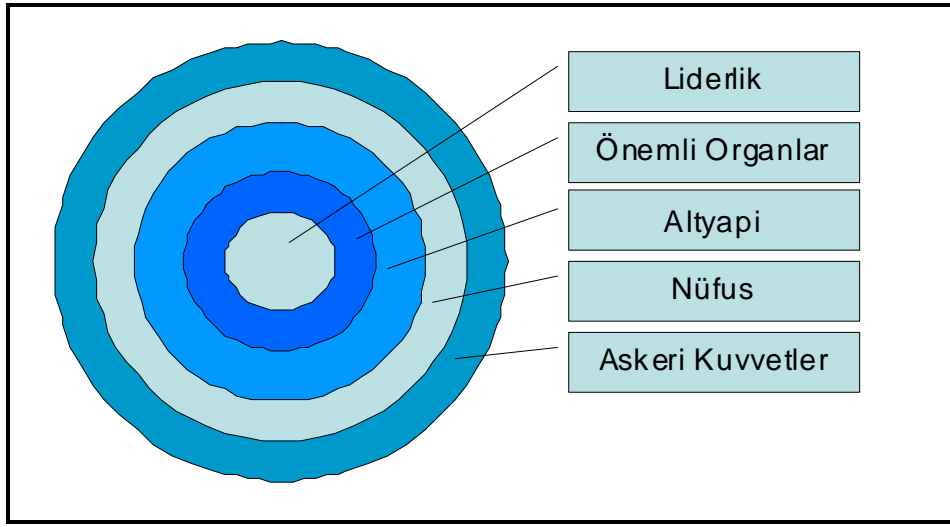 Liderlik
Önemli Organlar
Altyapi
Nüfus
Askeri Kuvvetler